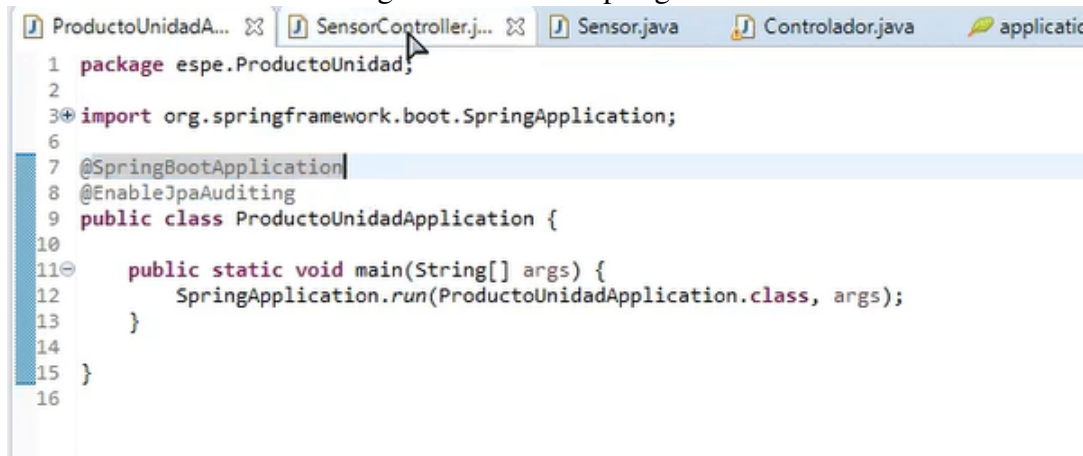 ProductoUnidadA... SensorController.j... Sensor.java Controlador.java applicatio
1 package espe.ProductoUnidad;
2
3 import org.springframework.boot.SpringApplication;
6
7 @SpringBootApplication
8 @EnableJpaAuditing
9 public class ProductoUnidadApplication {
10
11 public static void main(String[] args) {
12 SpringApplication.run(ProductoUnidadApplication.class, args);
13 }
14
15 }
16